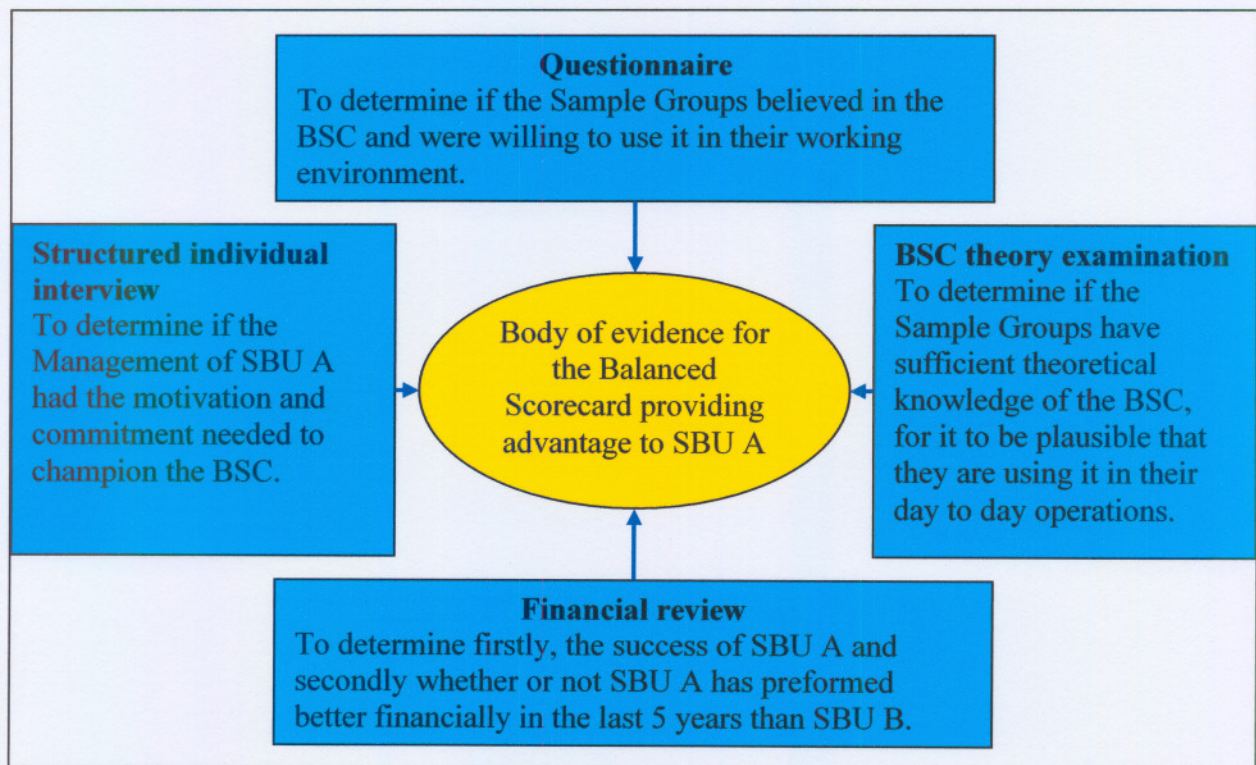 Questionnaire
To determine if the Sample Groups believed in the
BSC and were willing to use it in their working
environment.
Structured individual
interview
To determine if the
Management of SBU A
had the motivation and
commitment needed to
champion the BSC.
Body of evidence for
the Balanced
Scorecard providing
advantage to SBU A
BSC theory examination
To determine if the
Sample Groups have
sufficient theoretical
knowledge of the BSC,
for it to be plausible that
they are using it in their
day to day operations.
Financial review
To determine firstly, the success of SBU A and
secondly whether or not SBU A has preformed
better financially in the last 5 years than SBU B.